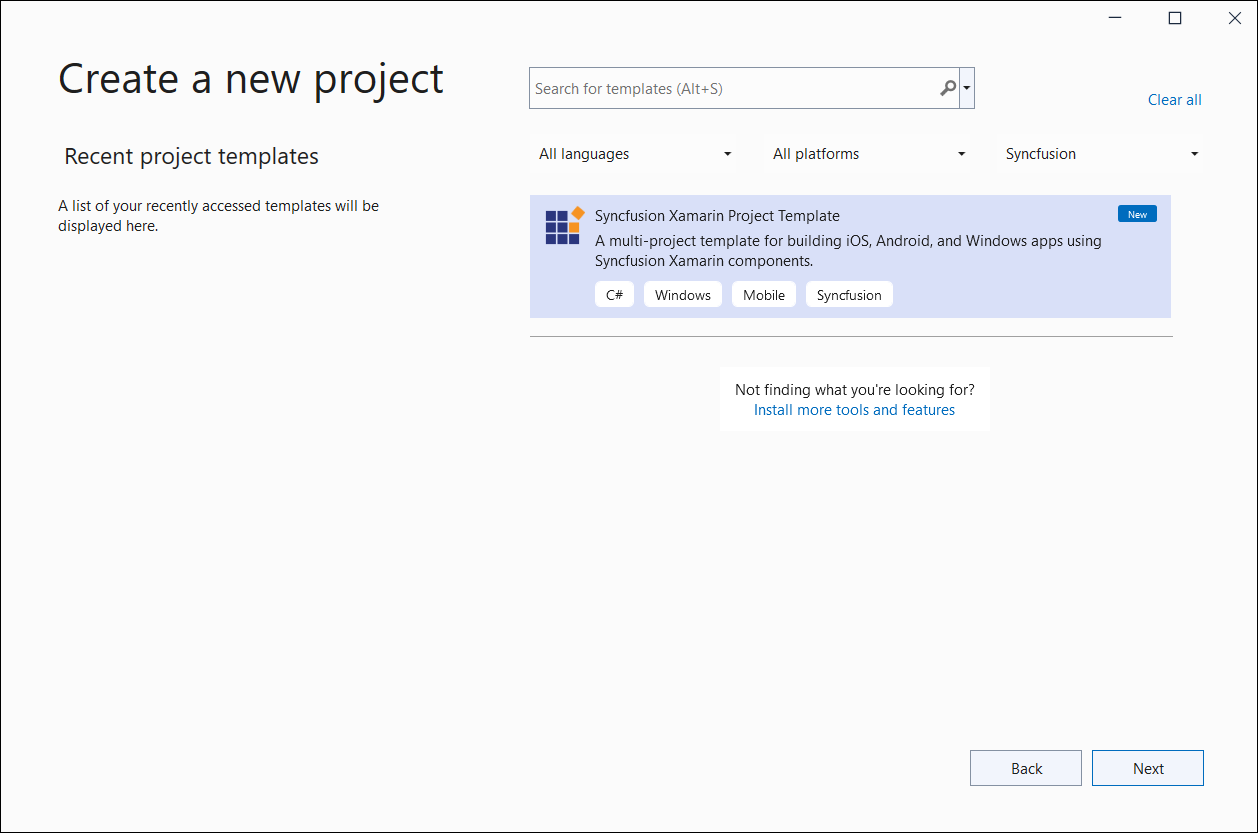 Create a new project
Search for templates (Alt+S)
Clear all
Recent project templates
All languages
All platforms
Syncfusion
A list of your recently accessed templates will be
displayed here.
Syncfusion Xamarin Project Template
New
A multi-project template for building iOS, Android, and Windows apps using
Syncfusion Xamarin components.
C#
Windows
Mobile
Syncfusion
Not finding what you're looking for?
Install more tools and features
Back
Next